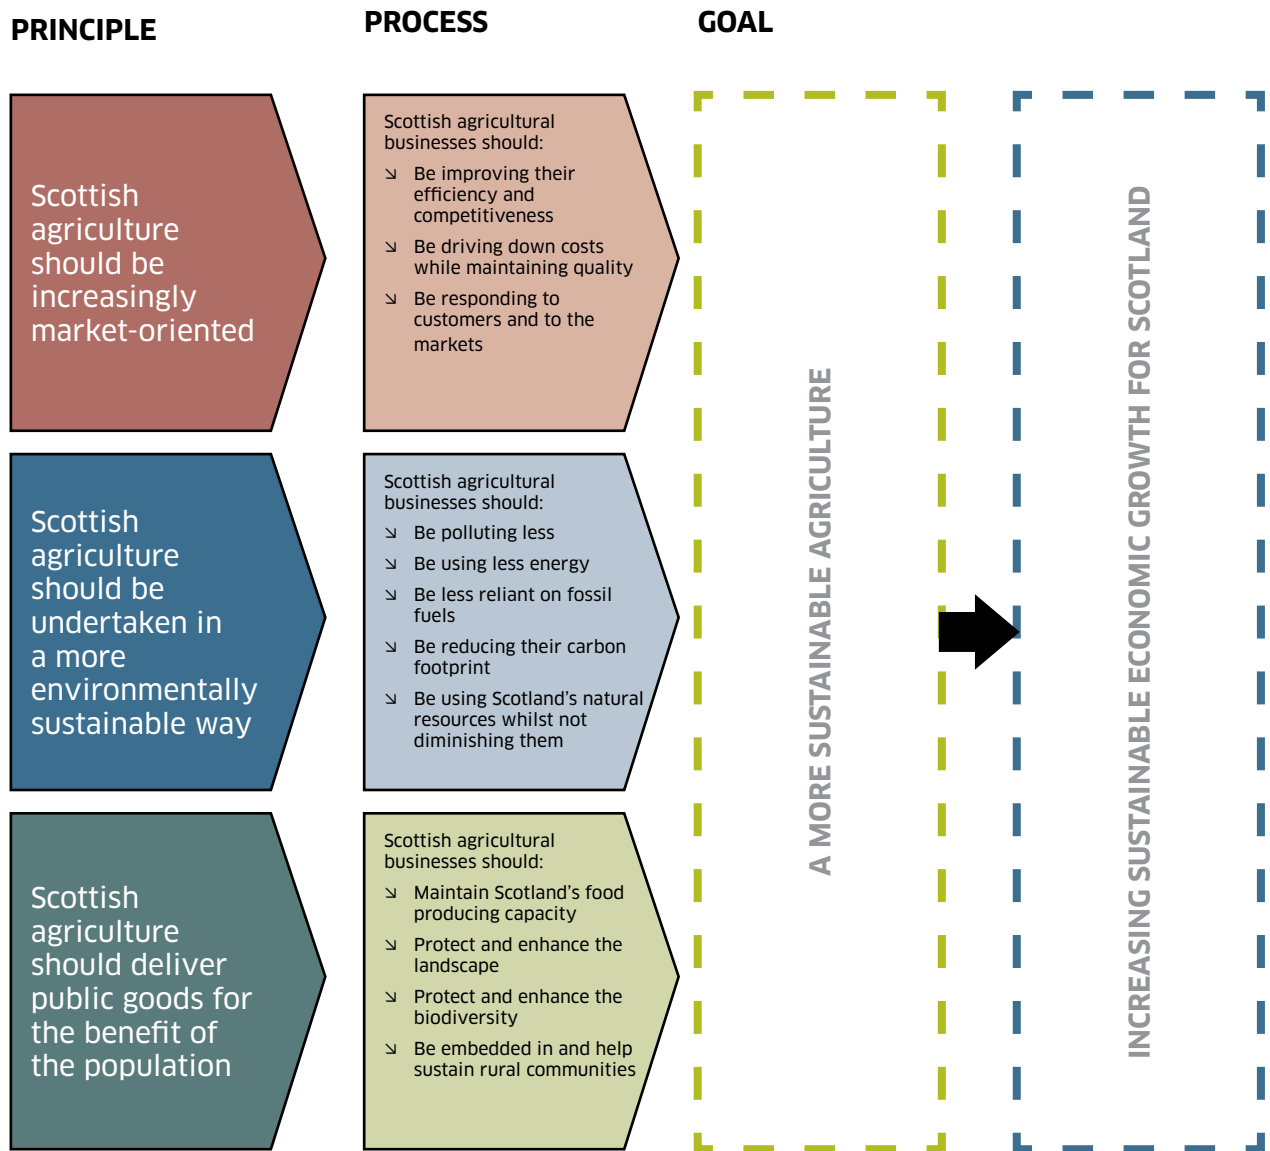 PRINCIPLE
PROCESS
GOAL
Scottish
agriculture
should be
increasingly
market-oriented
Scottish agricultural
businesses should:
↘ Be improving their
efficiency and
competitiveness
↘ Be driving down costs
while maintaining quality
↘ Be responding to
customers and to the
markets
Scottish
agriculture
should be
undertaken in
a more
environmentally
sustainable way
Scottish agricultural
businesses should:
↘ Be polluting less
↘ Be using less energy
↘ Be less reliant on fossil
fuels
↘ Be reducing their carbon
footprint
↘ Be using Scotland’s natural
resources whilst not
diminishing them
Scottish
agriculture
should deliver
public goods for
the benefit of
the population
Scottish agricultural
businesses should:
↘ Maintain Scotland’s food
producing capacity
↘ Protect and enhance the
landscape
↘ Protect and enhance the
biodiversity
↘ Be embedded in and help
sustain rural communities
A MORE SUSTAINABLE AGRICULTURE
INCREASING SUSTAINABLE ECONOMIC GROWTH FOR SCOTLAND